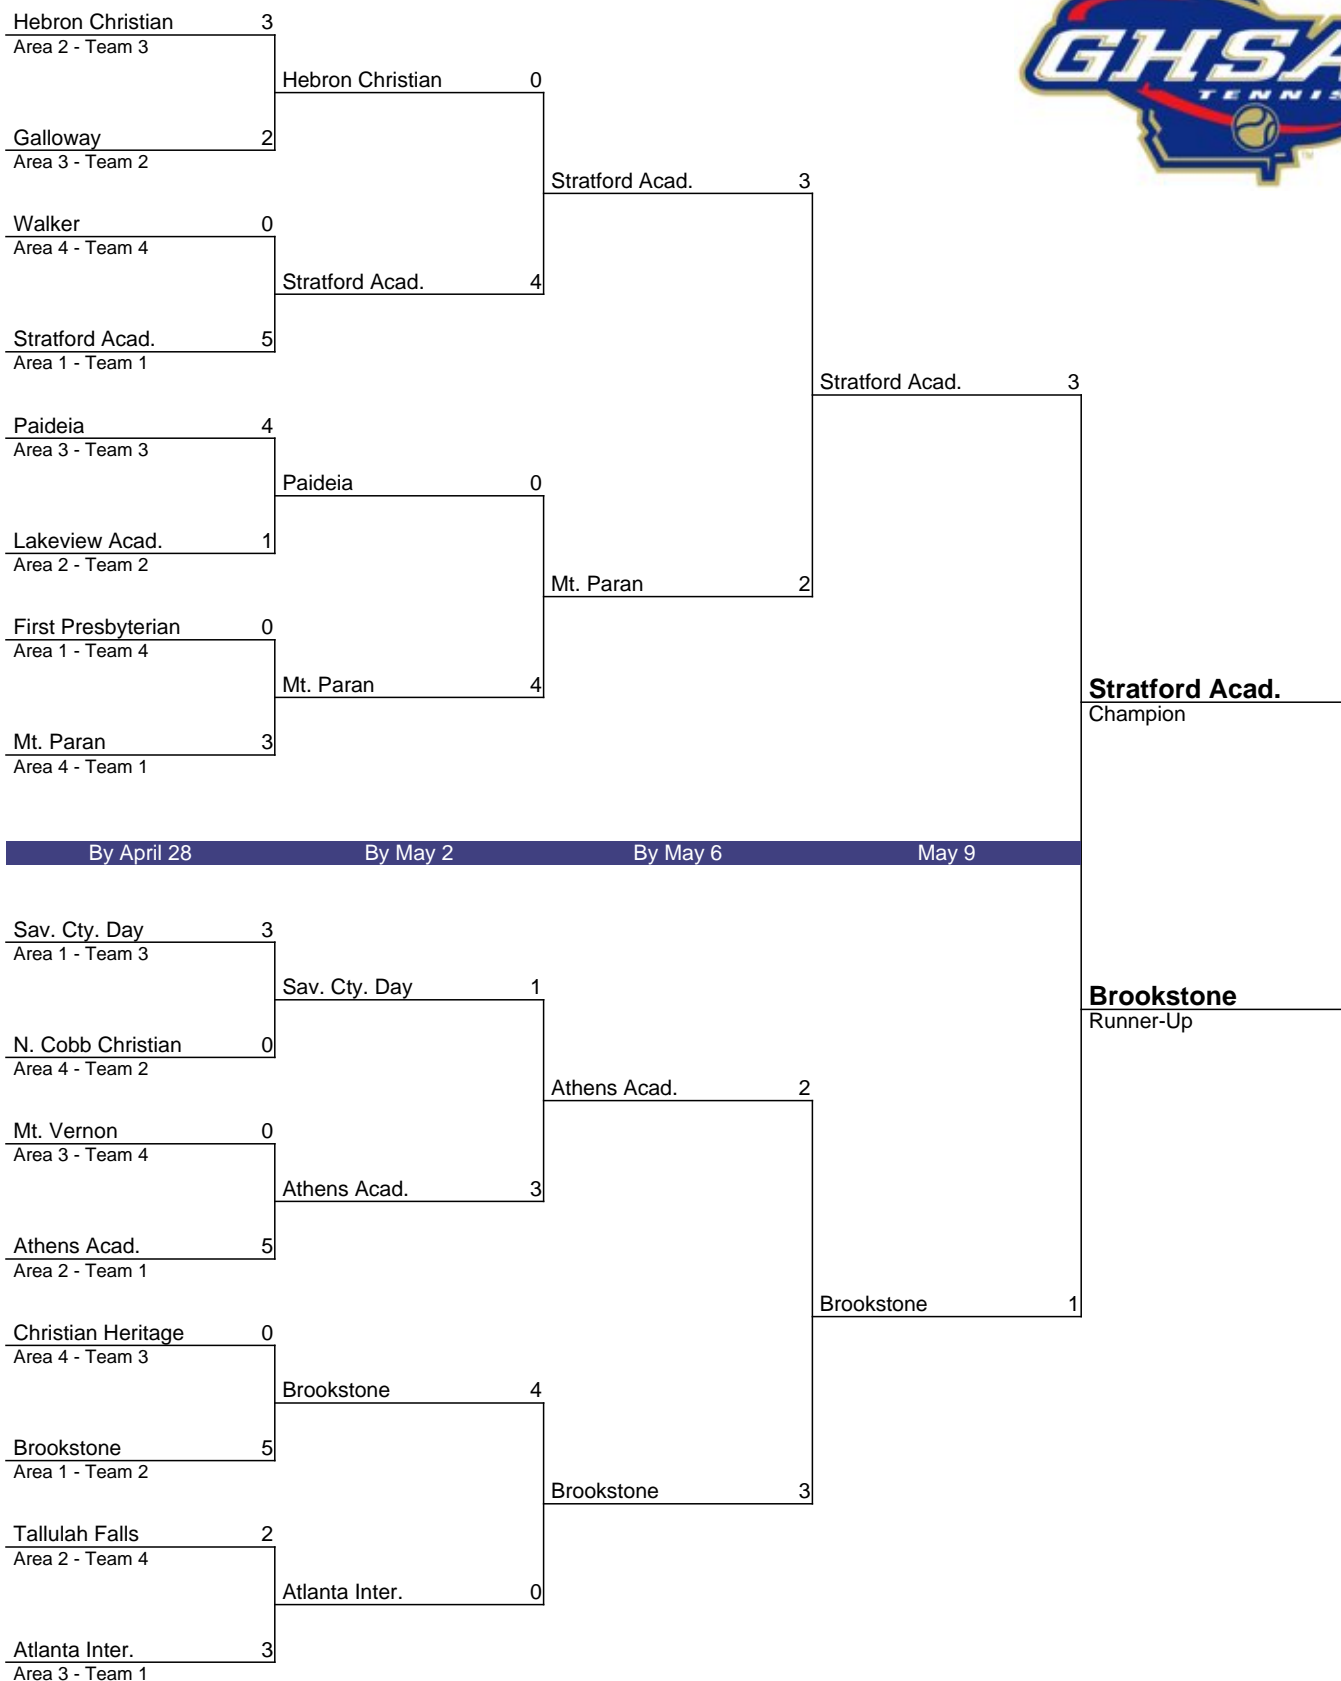 Hebron Christian 3
Area 2 - Team 3
Hebron Christian 0
Galloway 2
Area 3 - Team 2
Stratford Acad. 3
Walker 0
Area 4 - Team 4
Stratford Acad. 4
Stratford Acad. 5
Area 1 - Team 1
Stratford Acad. 3
Paideia 4
Area 3 - Team 3
Paideia 0
Lakeview Acad. 1
Area 2 - Team 2
Mt. Paran 2
First Presbyterian 0
Area 1 - Team 4
Mt. Paran 4
Stratford Acad.
Champion
Mt. Paran 3
Area 4 - Team 1
By April 28 By May 2 By May 6 May 9
Sav. Cty. Day 3
Area 1 - Team 3
Sav. Cty. Day 1
Brookstone
Runner-Up
N. Cobb Christian 0
Area 4 - Team 2
Athens Acad. 2
Mt. Vernon 0
Area 3 - Team 4
Athens Acad. 3
Athens Acad. 5
Area 2 - Team 1
Brookstone 1
Christian Heritage 0
Area 4 - Team 3
Brookstone 4
Brookstone 5
Area 1 - Team 2
Brookstone 3
Tallulah Falls 2
Area 2 - Team 4
Atlanta Inter. 0
Atlanta Inter. 3
Area 3 - Team 1
GHSA
TENNIS
TM